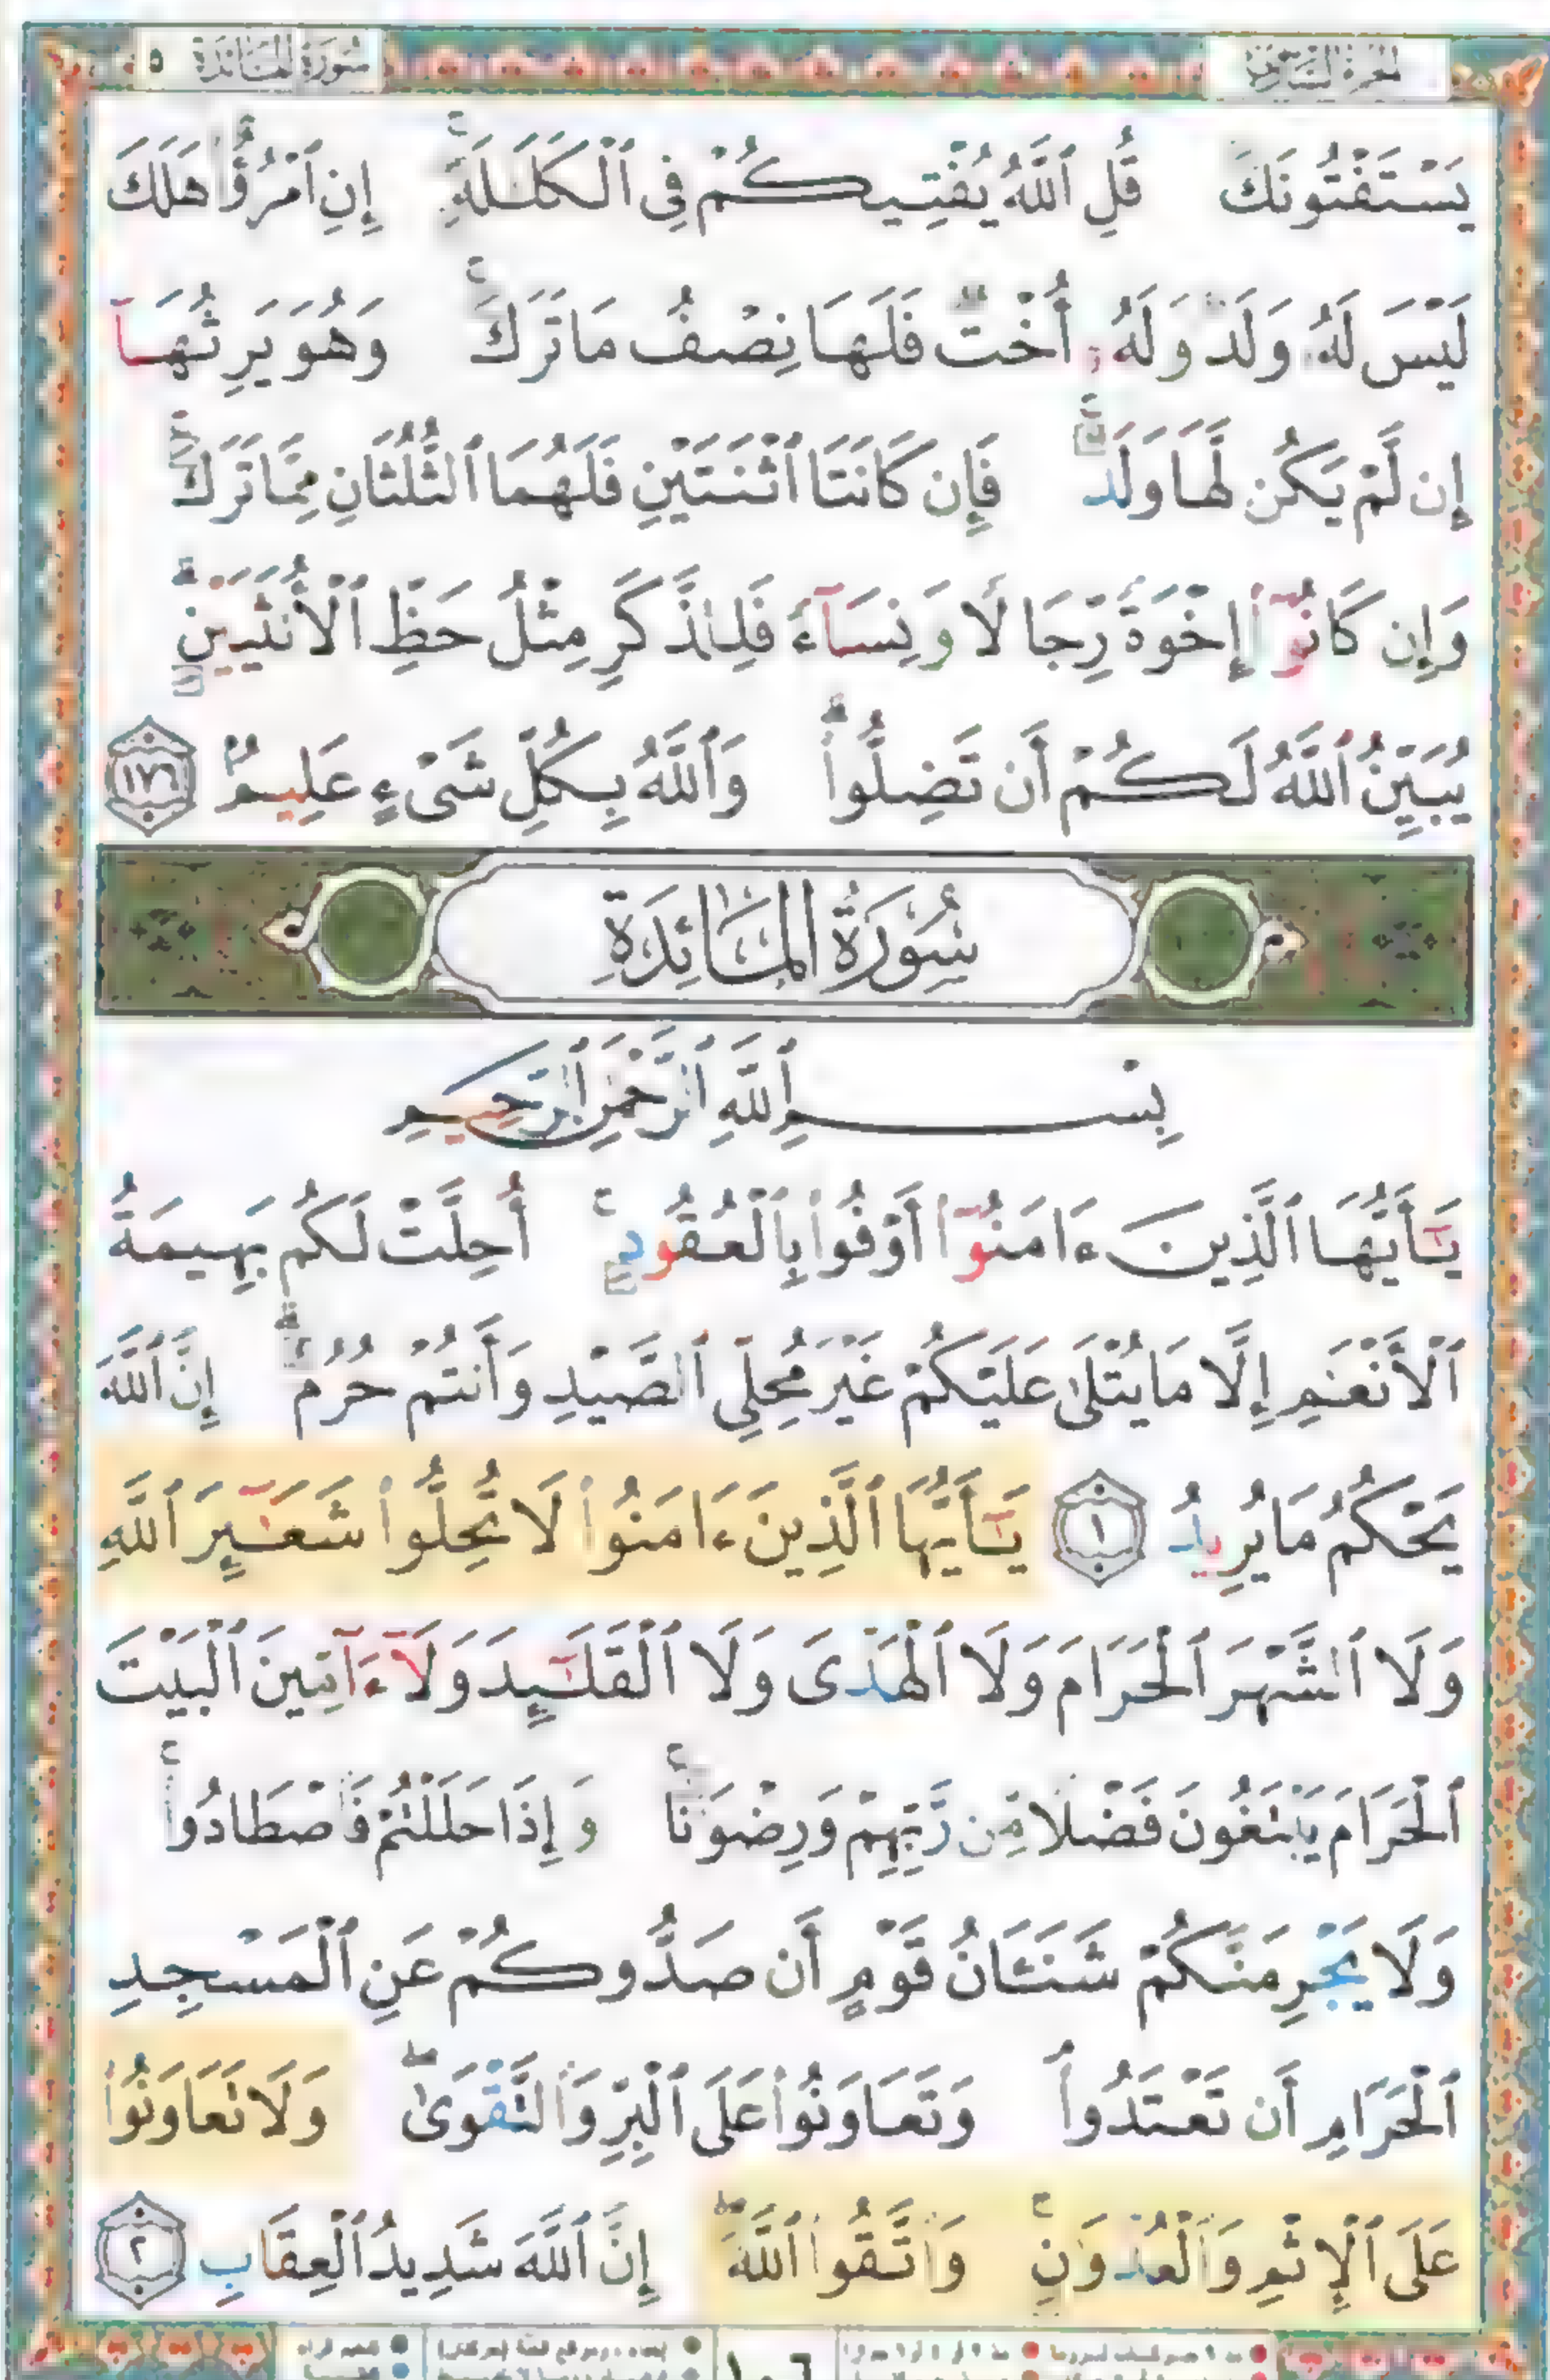 سُورَةُ المَائِدَةِ ٥
يَسْتَفْتُونَكَ قُلِ ٱللَّهُ يُفْتِيكُمْ فِى ٱلْكَلَـٰلَةِ ۚ إِنِ ٱمْرُؤٌا۟ هَلَكَ
لَيْسَ لَهُۥ وَلَدٌ وَلَهُۥٓ أُخْتٌ فَلَهَا نِصْفُ مَا تَرَكَ ۚ وَهُوَ يَرِثُهَآ
إِن لَّمْ يَكُن لَّهَا وَلَدٌ ۚ فَإِن كَانَتَا ٱثْنَتَيْنِ فَلَهُمَا ٱلثُّلُثَانِ مِمَّا تَرَكَ ۚ
وَإِن كَانُوٓا۟ إِخْوَةً رِّجَالًا وَنِسَآءً فَلِلذَّكَرِ مِثْلُ حَظِّ ٱلْأُنثَيَيْنِ ۗ
يُبَيِّنُ ٱللَّهُ لَكُمْ أَن تَضِلُّوا۟ ۗ وَٱللَّهُ بِكُلِّ شَىْءٍ عَلِيمٌۢ ١٧٦
سُورَةُ المَائِدَةِ
بِسْمِ ٱللَّهِ ٱلرَّحْمَـٰنِ ٱلرَّحِيمِ
يَـٰٓأَيُّهَا ٱلَّذِينَ ءَامَنُوٓا۟ أَوْفُوا۟ بِٱلْعُقُودِ ۚ أُحِلَّتْ لَكُم بَهِيمَةُ
ٱلْأَنْعَـٰمِ إِلَّا مَا يُتْلَىٰ عَلَيْكُمْ غَيْرَ مُحِلِّى ٱلصَّيْدِ وَأَنتُمْ حُرُمٌ ۗ إِنَّ ٱللَّهَ
يَحْكُمُ مَا يُرِيدُ ١ يَـٰٓأَيُّهَا ٱلَّذِينَ ءَامَنُوا۟ لَا تُحِلُّوا۟ شَعَـٰٓئِرَ ٱللَّهِ
وَلَا ٱلشَّهْرَ ٱلْحَرَامَ وَلَا ٱلْهَدْىَ وَلَا ٱلْقَلَـٰٓئِدَ وَلَآ ءَآمِّينَ ٱلْبَيْتَ
ٱلْحَرَامَ يَبْتَغُونَ فَضْلًا مِّن رَّبِّهِمْ وَرِضْوَٰنًا ۚ وَإِذَا حَلَلْتُمْ فَٱصْطَادُوا۟ ۚ
وَلَا يَجْرِمَنَّكُمْ شَنَـَٔانُ قَوْمٍ أَن صَدُّوكُمْ عَنِ ٱلْمَسْجِدِ
ٱلْحَرَامِ أَن تَعْتَدُوا۟ ۘ وَتَعَاوَنُوا۟ عَلَى ٱلْبِرِّ وَٱلتَّقْوَىٰ ۖ وَلَا تَعَاوَنُوا۟
عَلَى ٱلْإِثْمِ وَٱلْعُدْوَٰنِ ۚ وَٱتَّقُوا۟ ٱللَّهَ ۖ إِنَّ ٱللَّهَ شَدِيدُ ٱلْعِقَابِ ٢
١٠٦